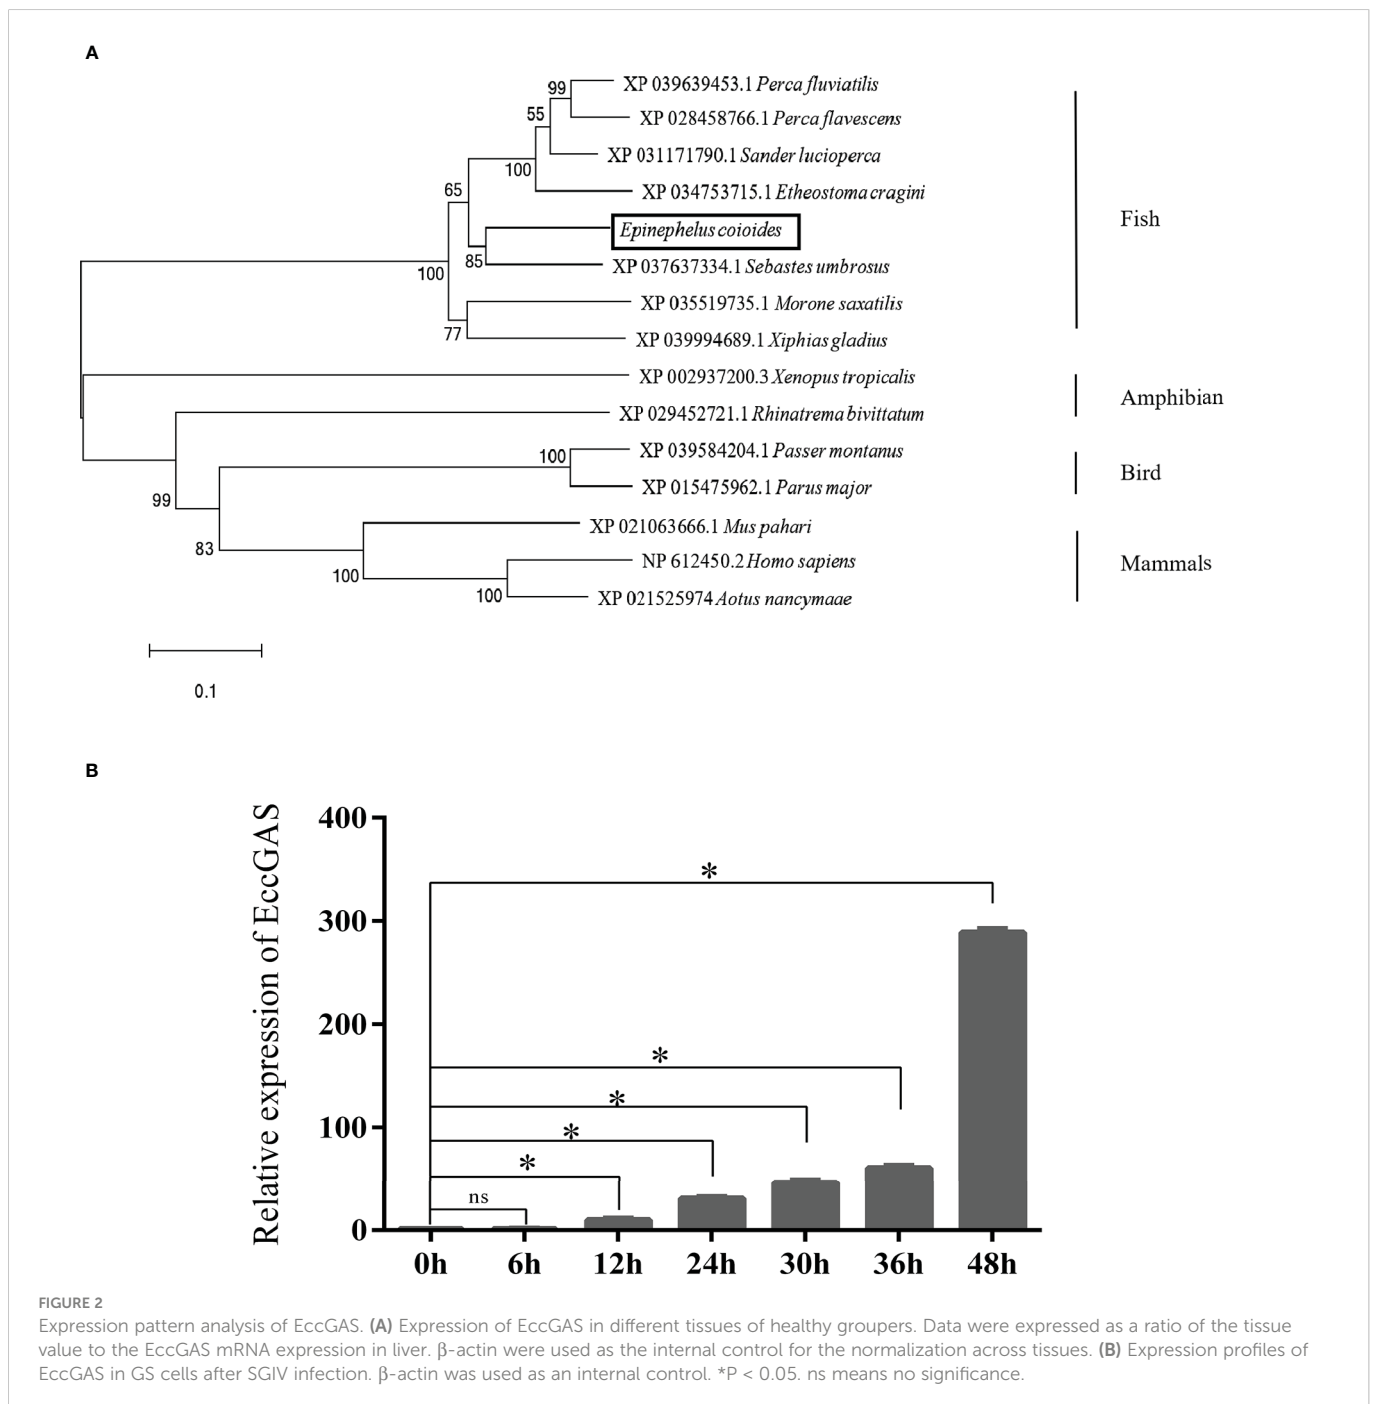 A
99
XP 039639453.1 Perca fluviatilis
55
XP 028458766.1 Perca flavescens
XP 031171790.1 Sander lucioperca
100
XP 034753715.1 Etheostoma cragini
65
Fish
Epinephelus coioides
85
XP 037637334.1 Sebastes umbrosus
100
XP 035519735.1 Morone saxatilis
77
XP 039994689.1 Xiphias gladius
XP 002937200.3 Xenopus tropicalis
Amphibian
XP 029452721.1 Rhinatrema bivittatum
100
XP 039584204.1 Passer montanus
Bird
XP 015475962.1 Parus major
99
XP 021063666.1 Mus pahari
83
NP 612450.2 Homo sapiens
Mammals
100
100
XP 021525974 Aotus nancymaae
0.1
B
Relative expression of EccGAS
400
300
200
100
0
*
*
*
*
*
ns
0h 6h 12h 24h 30h 36h 48h
FIGURE 2
Expression pattern analysis of EccGAS. (A) Expression of EccGAS in different tissues of healthy groupers. Data were expressed as a ratio of the tissue
value to the EccGAS mRNA expression in liver. β-actin were used as the internal control for the normalization across tissues. (B) Expression profiles of
EccGAS in GS cells after SGIV infection. β-actin was used as an internal control. *P < 0.05. ns means no significance.